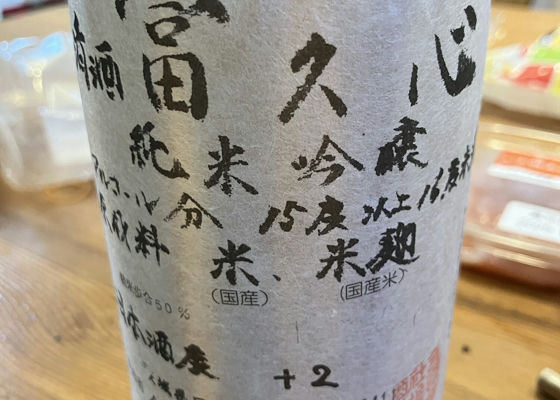 富久心
清酒
純米吟醸
アルコール分 15度以上16度未
原材料 米、米麹
(国産) (国産米)
精米歩合50%
日本酒度 +2